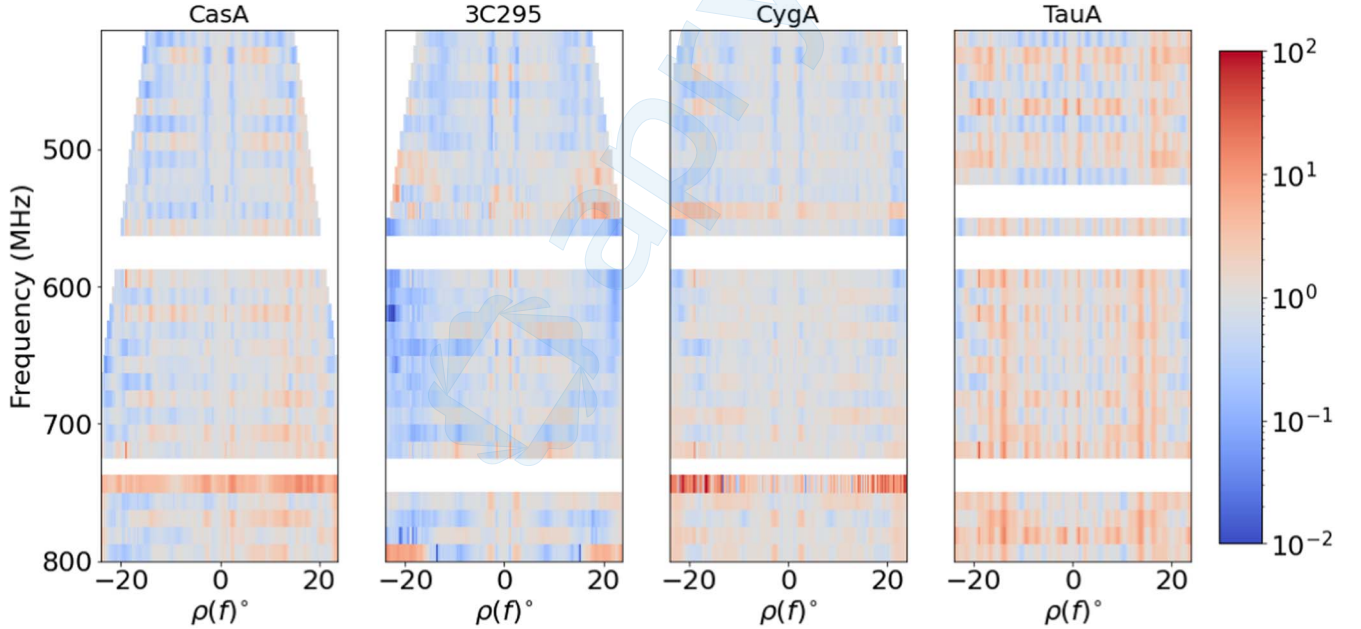 CasA 3C295 CygA TauA
10²
500 10¹
600 10⁰
Frequency (MHz)
700 10⁻¹
800 10⁻²
−20 0 20 −20 0 20 −20 0 20 −20 0 20
ρ(f)° ρ(f)° ρ(f)° ρ(f)°